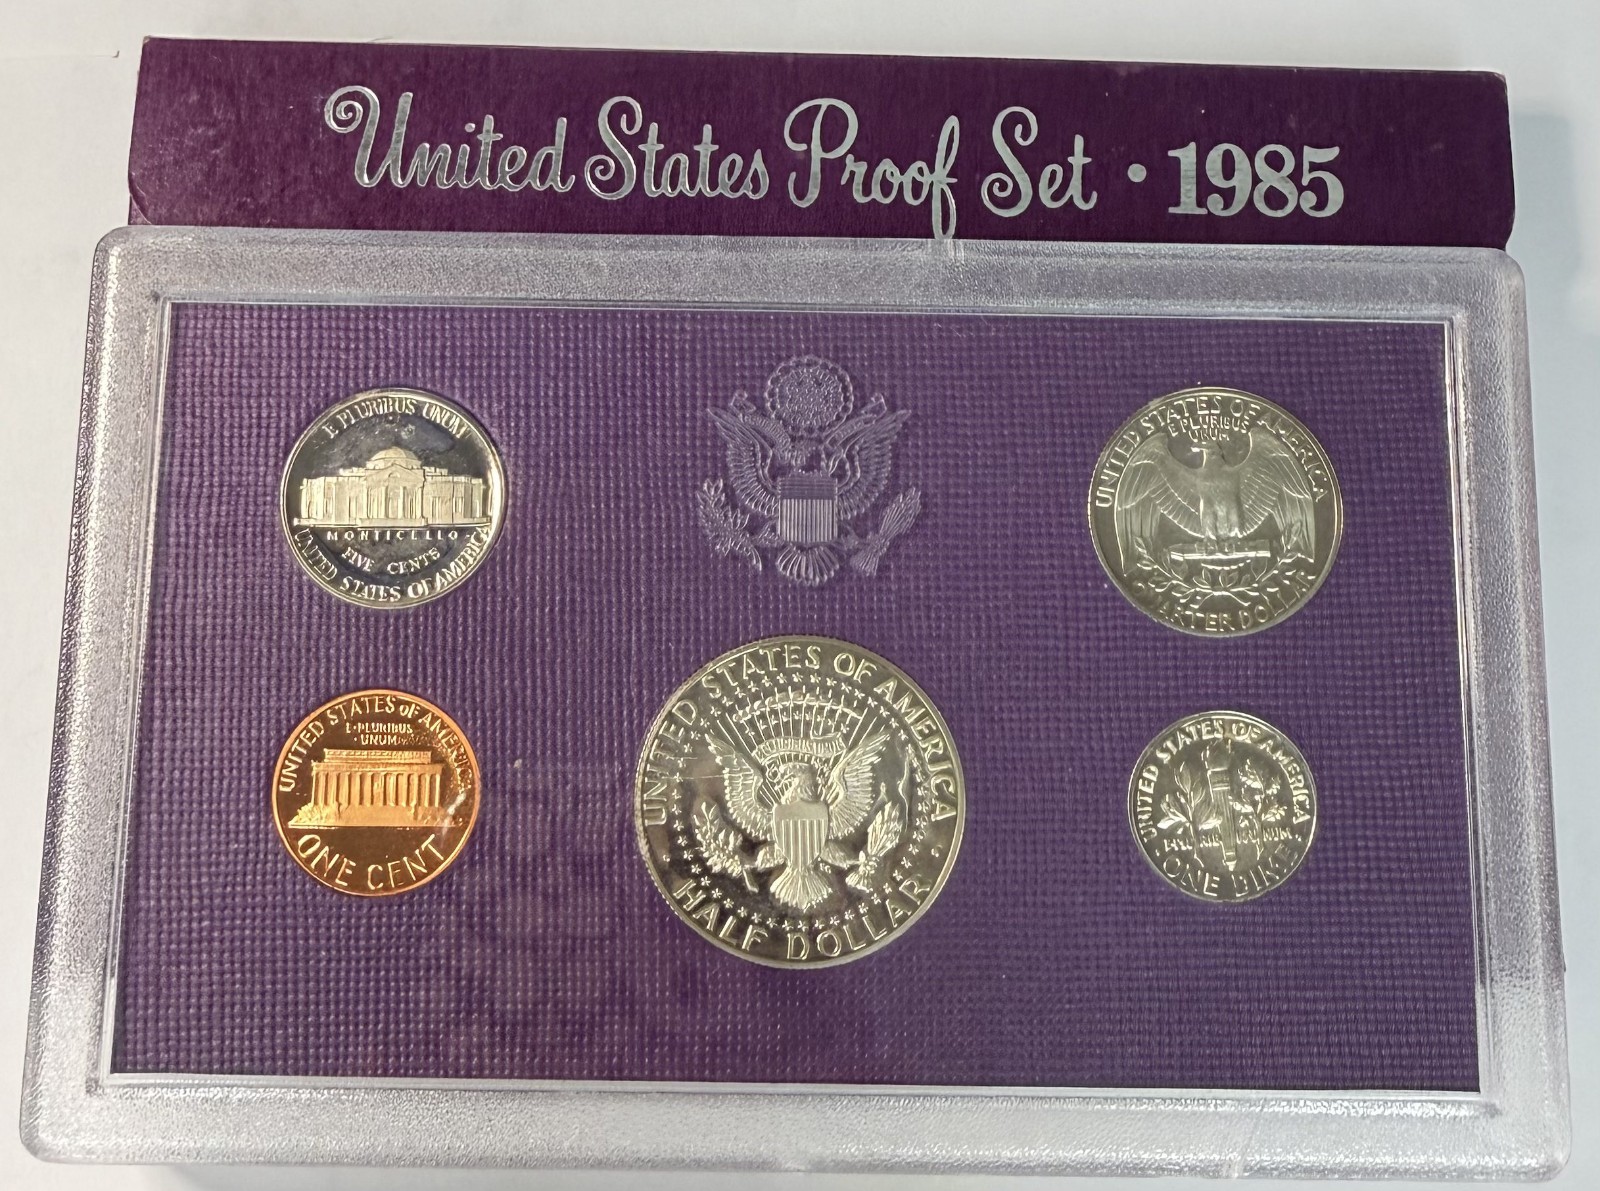 United States Proof Set · 1985
E PLURIBUS UNUM
MONTICELLO
FIVE CENTS
UNITED STATES OF AMERICA
UNITED STATES OF AMERICA
E PLURIBUS
UNUM
QUARTER DOLLAR
UNITED STATES OF AMERICA
E·PLURIBUS
·UNUM·
ONE CENT
UNITED STATES OF AMERICA
HALF DOLLAR
UNITED STATES OF AMERICA
· ONE DIME ·